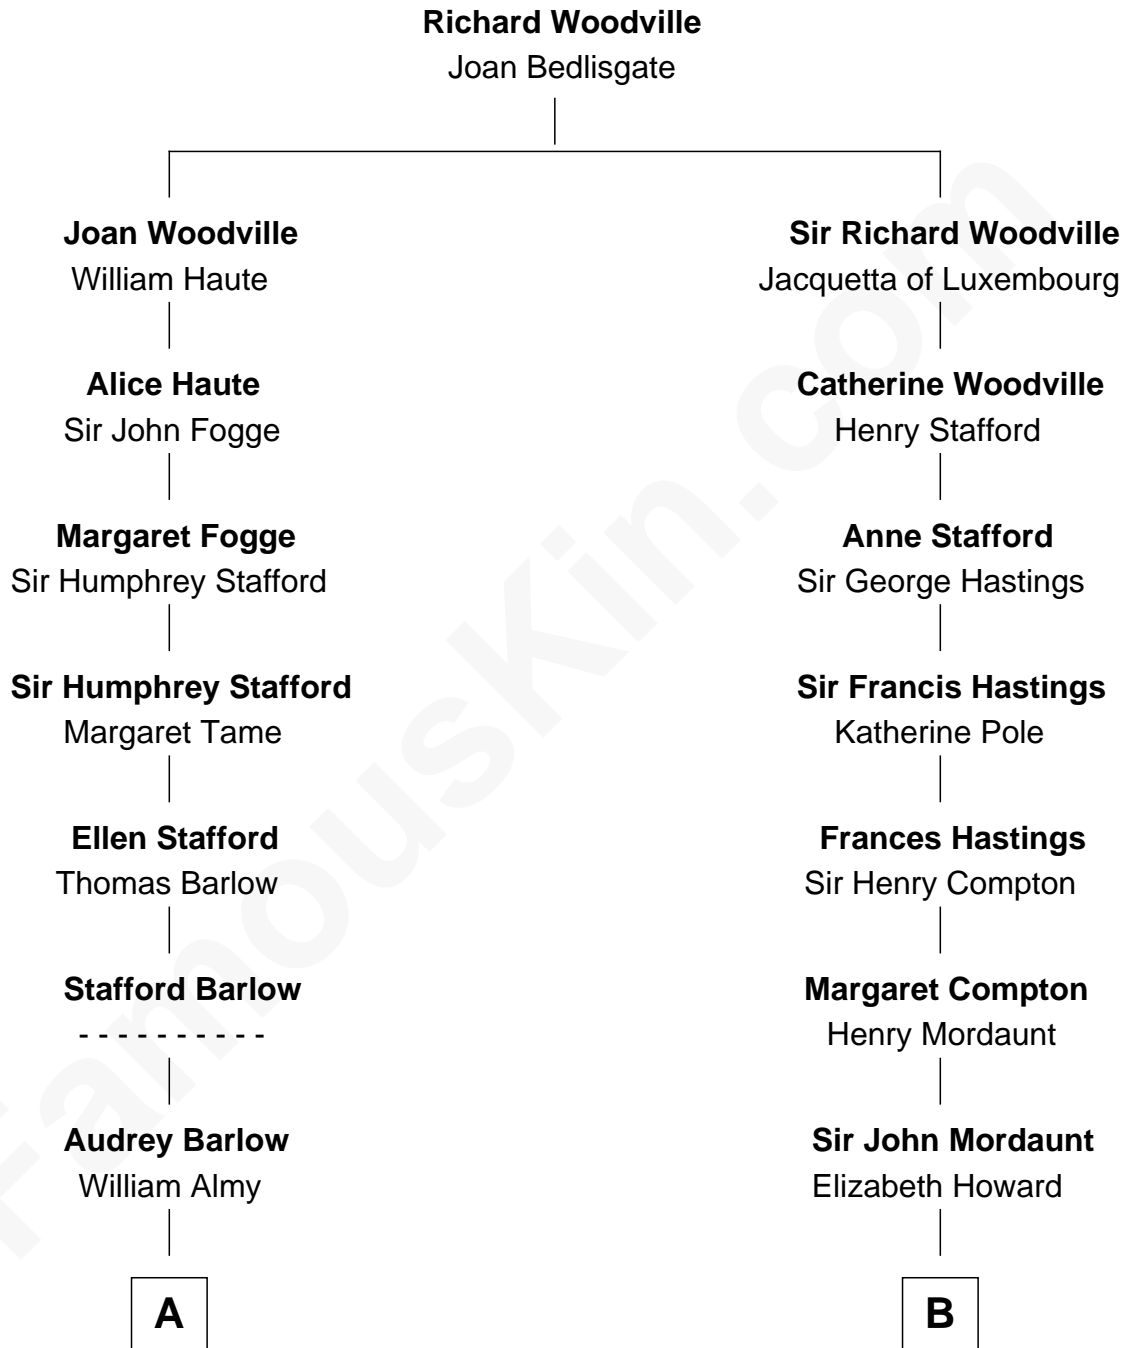 Richard Woodville
Joan Bedlisgate
Joan Woodville
William Haute
Alice Haute
Sir John Fogge
Margaret Fogge
Sir Humphrey Stafford
Sir Humphrey Stafford
Margaret Tame
Ellen Stafford
Thomas Barlow
Stafford Barlow
- - - - - - - - - -
Audrey Barlow
William Almy
A
Sir Richard Woodville
Jacquetta of Luxembourg
Catherine Woodville
Henry Stafford
Anne Stafford
Sir George Hastings
Sir Francis Hastings
Katherine Pole
Frances Hastings
Sir Henry Compton
Margaret Compton
Henry Mordaunt
Sir John Mordaunt
Elizabeth Howard
B
FamousKin.com